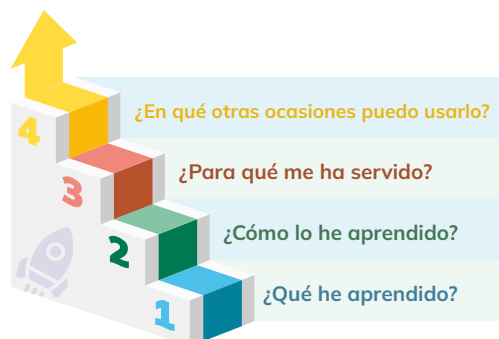 4 ¿En qué otras ocasiones puedo usarlo?
3 ¿Para qué me ha servido?
2 ¿Cómo lo he aprendido?
1 ¿Qué he aprendido?